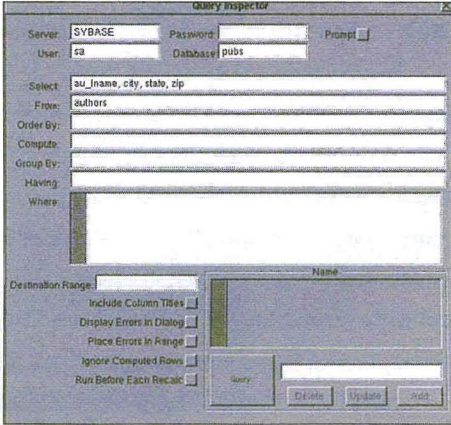 Query Inspector
Server: SYBASE Password: Prompt
User: sa Database: pubs
Select: au_lname, city, state, zip
From: authors
Order By:
Compute:
Group By:
Having:
Where:
Destination Range:
Name
Include Column Titles
Display Errors in Dialog
Place Errors in Range
Ignore Computed Rows
Run Before Each Recalc
Query
Delete Update Add